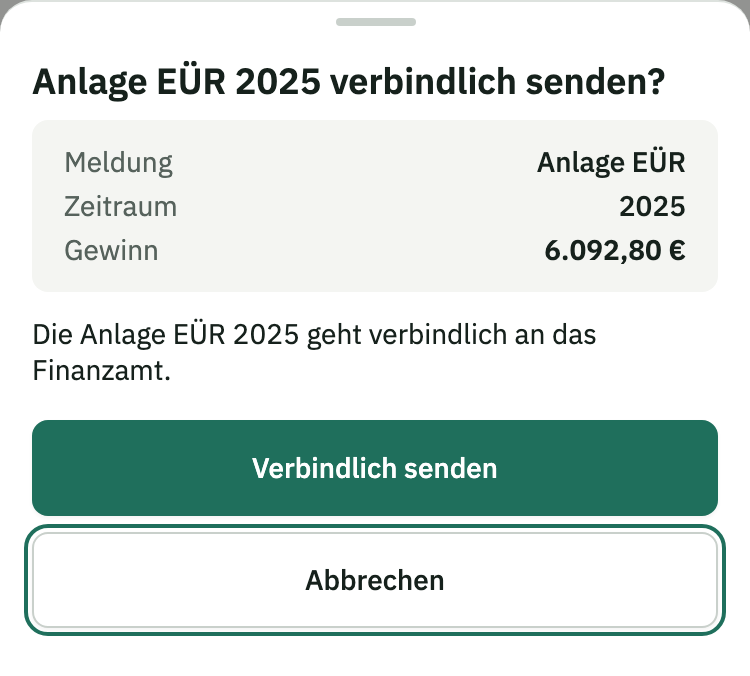 Anlage EÜR 2025 verbindlich senden?
Meldung Anlage EÜR
Zeitraum 2025
Gewinn 6.092,80 €
Die Anlage EÜR 2025 geht verbindlich an das
Finanzamt.
Verbindlich senden
Abbrechen